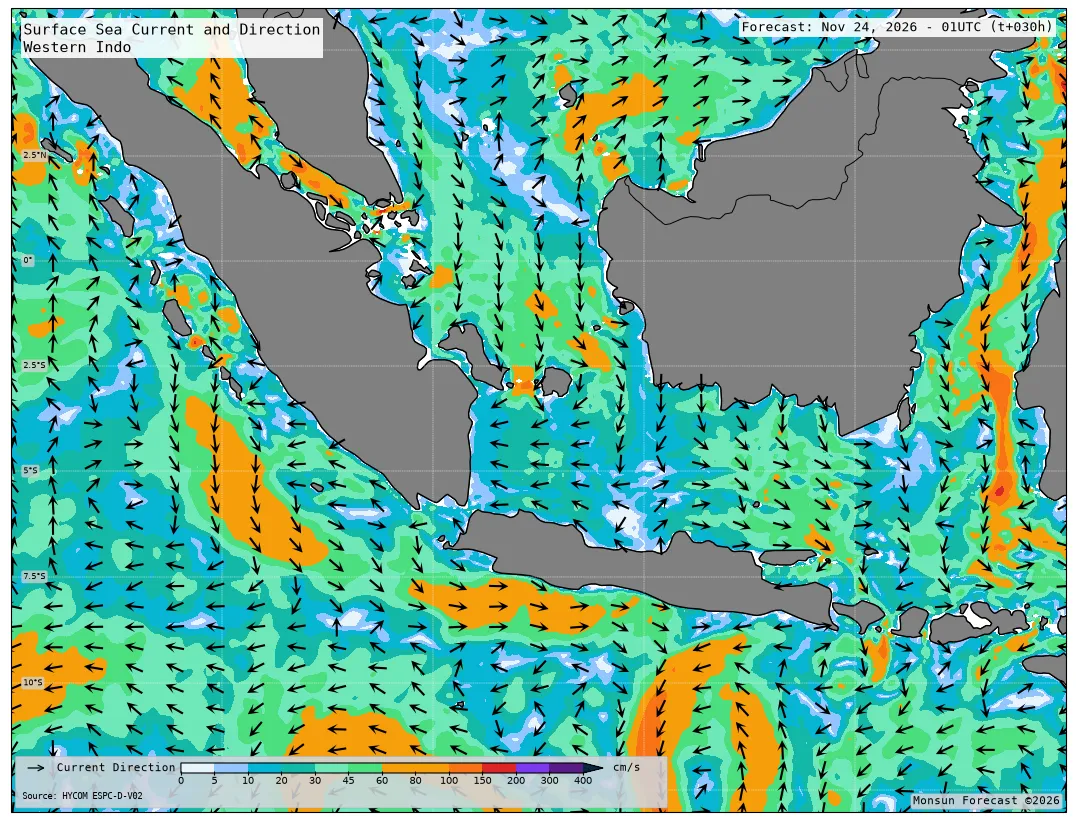 Surface Sea Current and Direction
Western Indo
Forecast: Nov 24, 2026 - 01UTC (t+030h)
2.5°N
0°
2.5°S
5°S
7.5°S
10°S
Current Direction
0 5 10 20 30 45 60 80 100 150 200 300 400 cm/s
Source: HYCOM ESPC-D-V02
Monsun Forecast ©2026